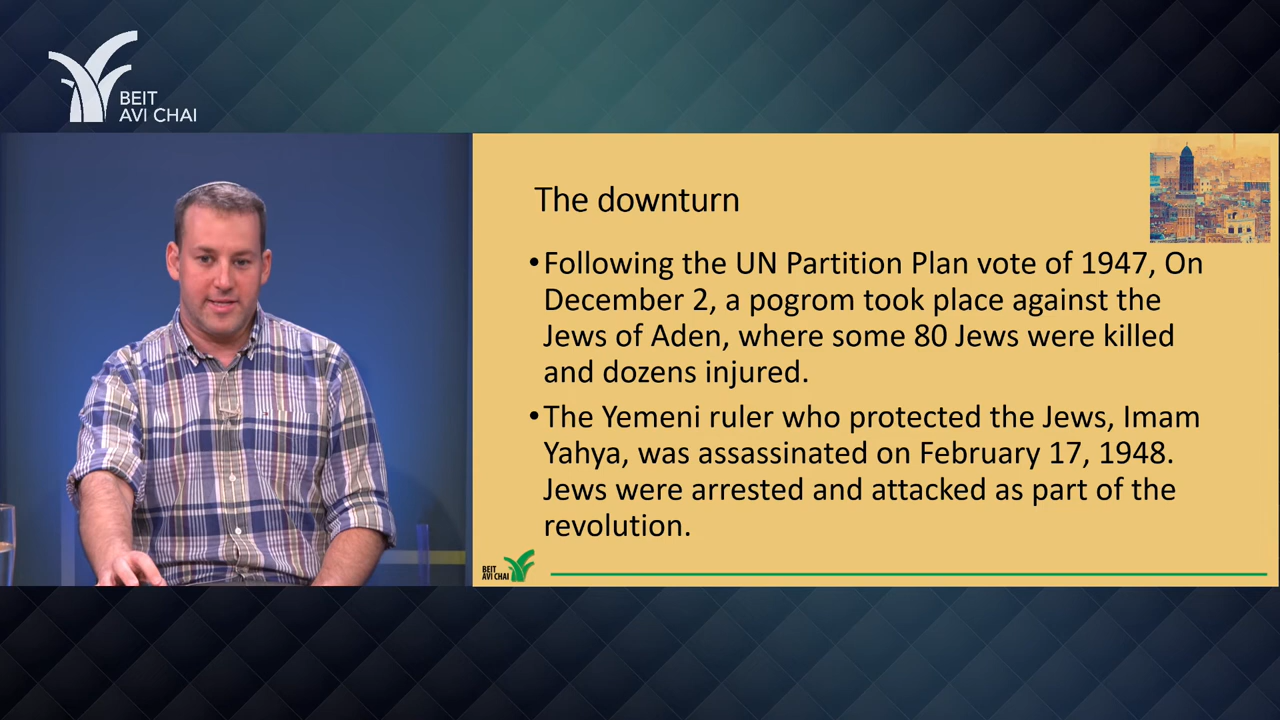 BEIT
AVI CHAI
The downturn
•Following the UN Partition Plan vote of 1947, On
December 2, a pogrom took place against the
Jews of Aden, where some 80 Jews were killed
and dozens injured.
•The Yemeni ruler who protected the Jews, Imam
Yahya, was assassinated on February 17, 1948.
Jews were arrested and attacked as part of the
revolution.
BEIT
AVI CHAI